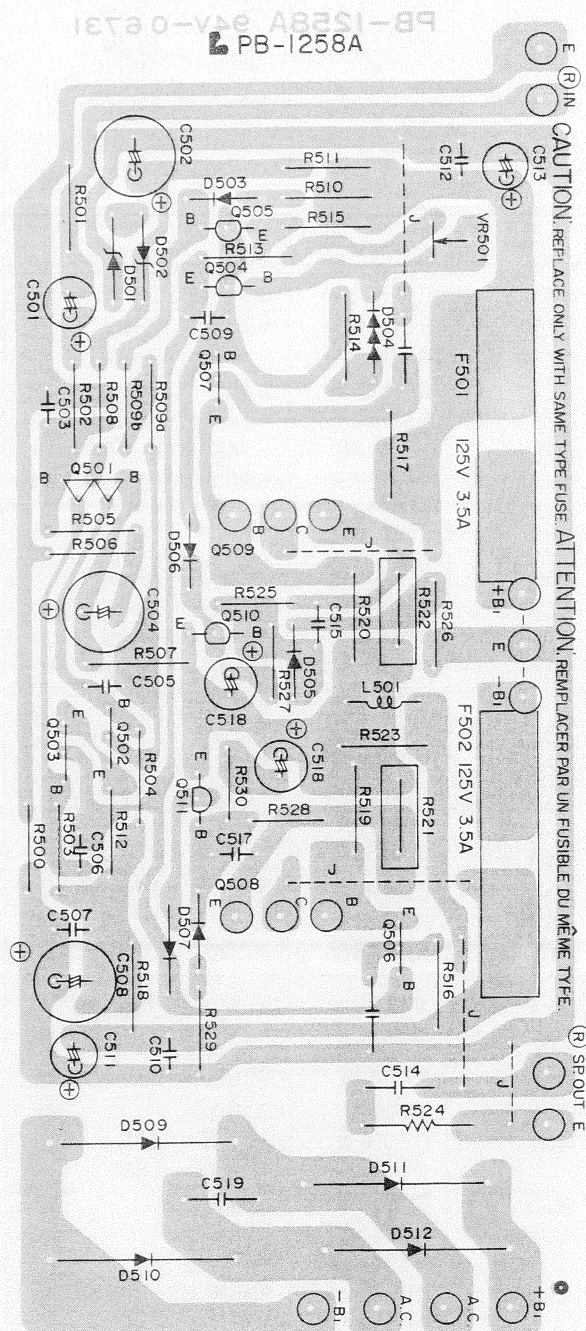 PB-1258A 94V-0 6731
L PB-1258A
E
(R) IN
CAUTION: REPLACE ONLY WITH SAME TYPE FUSE. ATTENTION: REMPLACER PAR UN FUSIBLE DU MÊME TYPE.
C502
R511
C512
C513
R501
D503
R510
B
Q505
R515
E
J
VR501
D501
D502
R513
E
Q504
B
C501
C509
R514
D504
F501 125V 3.5A
Q507
B
E
C503
R502
R508
R509b
R509a
R517
B
Q501
B
R505
R506
D506
Q509
B
C
E
J
C504
R525
E
Q510
B
C515
R520
R522
R526
+B1
-
E
-
-B1
R507
C505
C518
R527
D505
L501
Q503
B
E
Q502
B
E
R504
R523
F502 125V 3.5A
C518
E
Q511
B
R530
R528
R519
R521
R500
R503
C506
R512
C517
Q508
E
C
B
J
C507
D507
E
Q506
B
C508
R518
R529
R516
J
C511
C510
C514
J
(R) SP.OUT
R524
E
D509
D511
C519
D512
D510
-B1
A.C.
A.C.
+B1